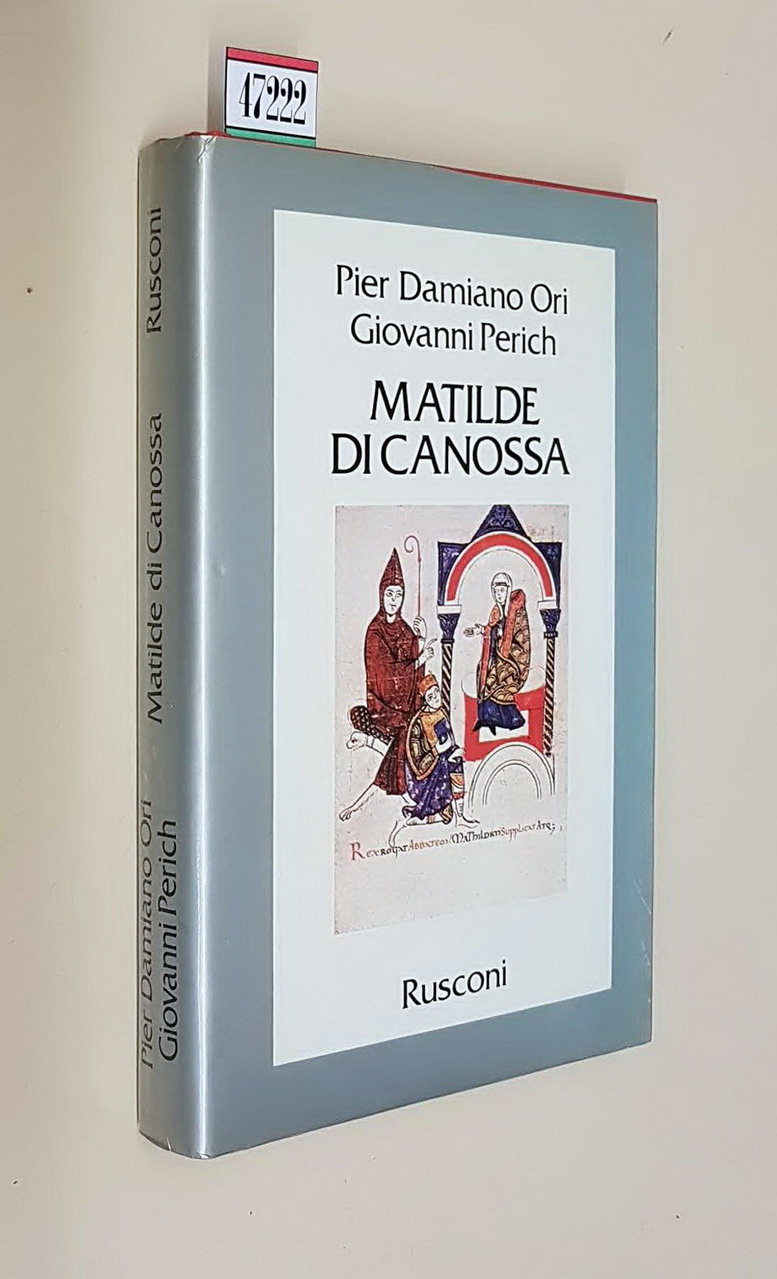 47222
Pier Damiano Ori
Giovanni Perich
MATILDE
DI CANOSSA
Rusconi
Pier Damiano Ori
Giovanni Perich
Matilde di Canossa
Rusconi